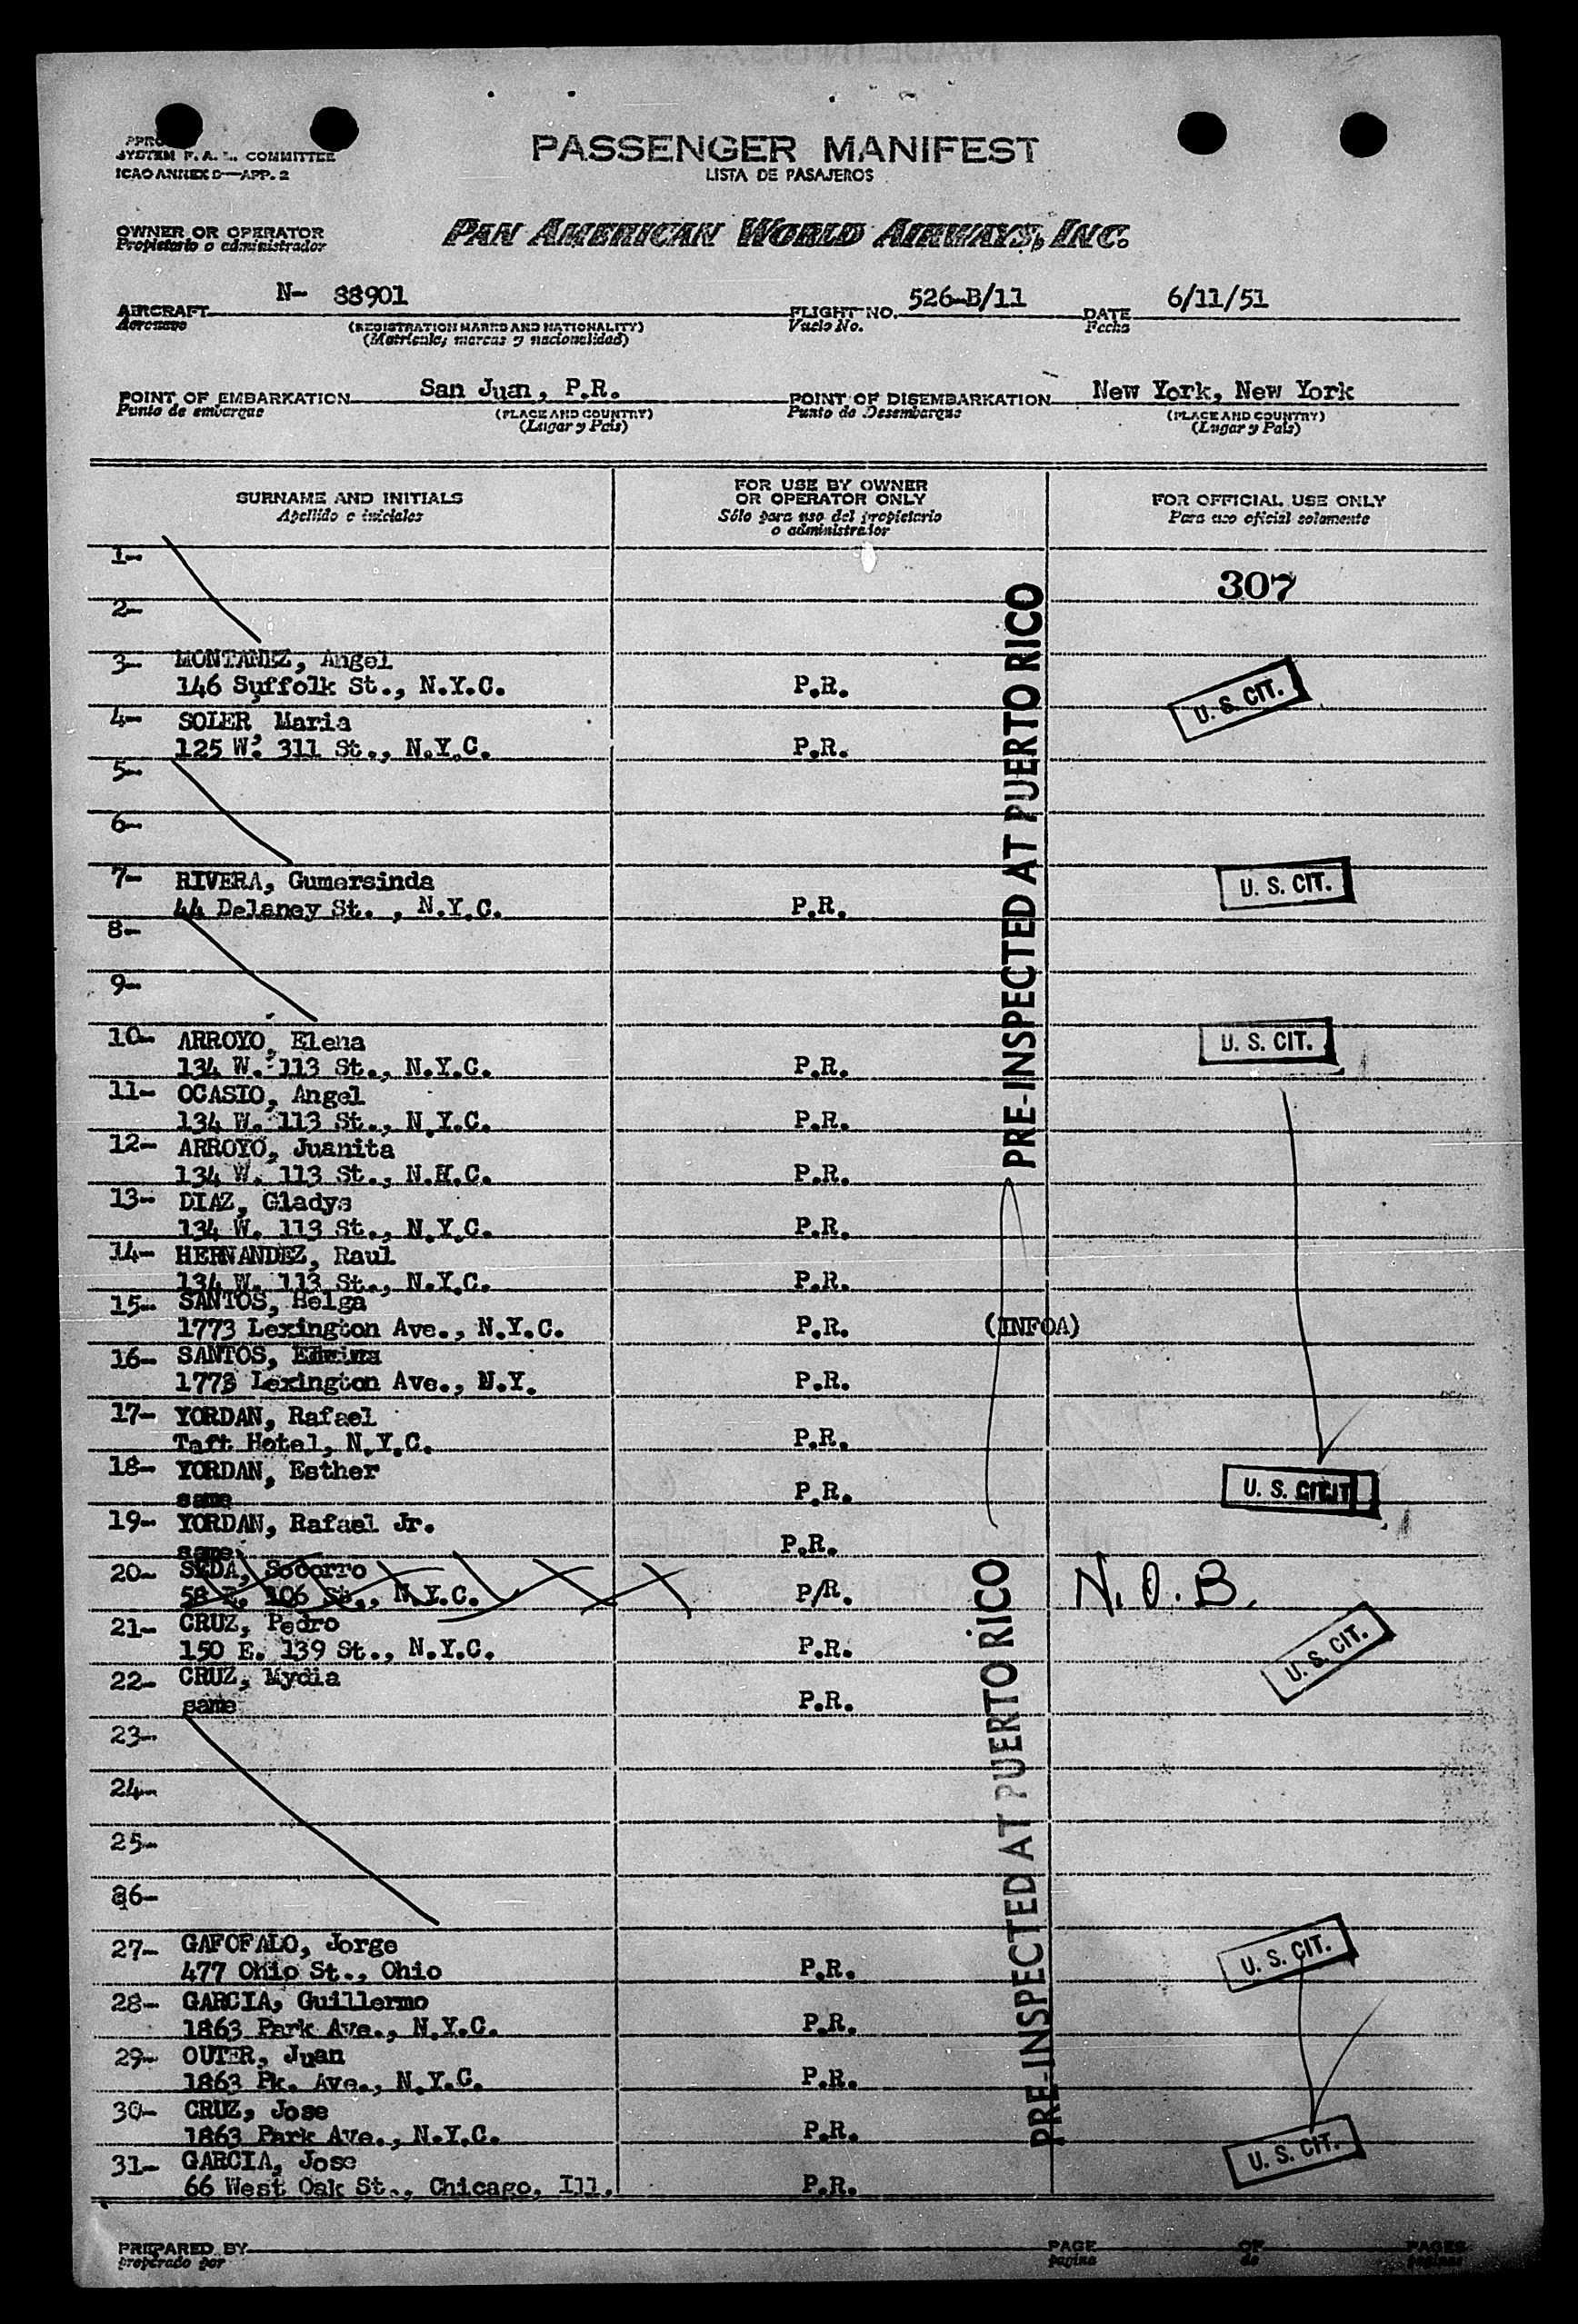 SYSTEM F. A. L. COMMITTEE
ICAO ANNEX D—APP. 2
PASSENGER MANIFEST
LISTA DE PASAJEROS
OWNER OR OPERATOR
Propietario o administrador
PAN AMERICAN WORLD AIRWAYS, INC.
AIRCRAFT N- 88901
Aeronave
(REGISTRATION MARKS AND NATIONALITY)
(Matrícula, marcas y nacionalidad)
FLIGHT NO. 526-B/11
Vuelo No.
DATE 6/11/51
Fecha
POINT OF EMBARKATION San Juan, P.R.
Punto de embarque
(PLACE AND COUNTRY)
(Lugar y País)
POINT OF DISEMBARKATION New York, New York
Punto de Desembarque
(PLACE AND COUNTRY)
(Lugar y País)
SURNAME AND INITIALS
Apellido e iniciales
FOR USE BY OWNER
OR OPERATOR ONLY
Sólo para uso del propietario
o administrador
FOR OFFICIAL USE ONLY
Para uso oficial solamente
1-
307
2-
3- MONTANEZ, Angel
146 Suffolk St., N.Y.C. P.R. U. S. CIT.
4- SOLER, Maria
125 W. 311 St., N.Y.C. P.R.
5-
6-
7- RIVERA, Gumersinda U. S. CIT.
44 Delancy St. , N.Y.C. P.R.
8-
9-
10- ARROYO, Elena U. S. CIT.
134 W. 113 St., N.Y.C. P.R.
11- OCASIO, Angel
134 W. 113 St., N.Y.C. P.R.
12- ARROYO, Juanita
134 W. 113 St., N.H.C. P.R.
13- DIAZ, Gladys
134 W. 113 St., N.Y.C. P.R.
14- HERNANDEZ, Raul
134 W. 113 St., N.Y.C. P.R.
15- SANTOS, Helga
1773 Lexington Ave., N.Y.C. P.R. (INFOA)
16- SANTOS,
1773 Lexington Ave., N.Y. P.R.
17- YORDAN, Rafael
Taft Hotel, N.Y.C. P.R.
18- YORDAN, Esther
same P.R. U. S. CIT
19- YORDAN, Rafael Jr.
same P.R.
20- SEDA, Socorro
58 E. 106 St., N.Y.C. P/R. N.O.B.
21- CRUZ, Pedro
150 E. 139 St., N.Y.C. P.R. U. S. CIT.
22- CRUZ, Mydia
same P.R.
23-
24-
25-
26-
27- GAFOFALO, Jorge
477 Ohio St., Ohio P.R. U. S. CIT.
28- GARCIA, Guillermo
1863 Park Ave., N.Y.C. P.R.
29- OUTER, Juan
1863 Pk. Ave., N.Y.C. P.R.
30- CRUZ, Jose
1863 Park Ave., N.Y.C. P.R.
31- GARCIA, Jose U. S. CIT.
66 West Oak St., Chicago, Ill. P.R.
PRE-INSPECTED AT PUERTO RICO
PRE-INSPECTED AT PUERTO RICO
PREPARED BY
preparado por
PAGE
pagina
OF
de
PAGES
paginas